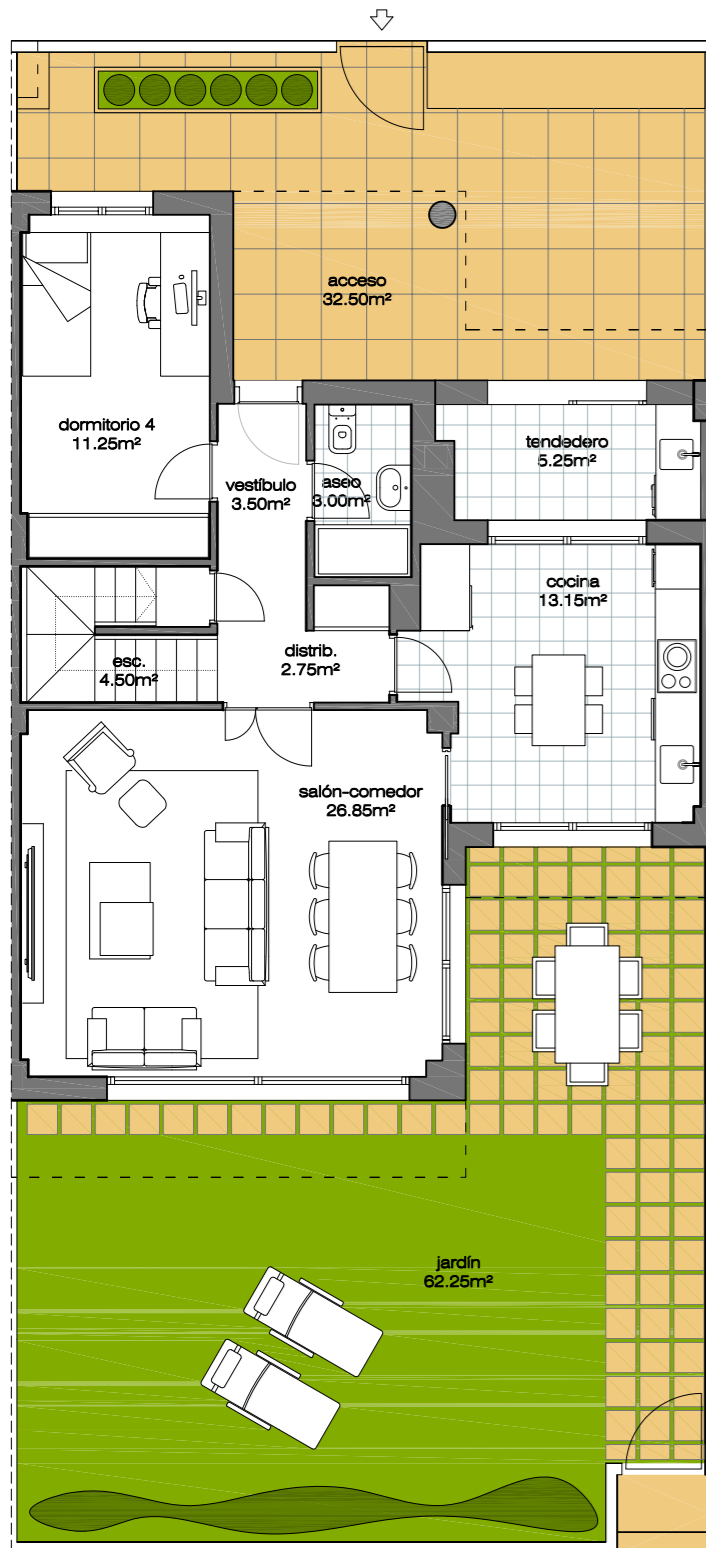 acceso
32.50m²
dormitorio 4
11.25m²
tendedero
5.25m²
vestíbulo
3.50m²
aseo
3.00m²
cocina
13.15m²
distrib.
2.75m²
esc.
4.50m²
salón-comedor
26.85m²
jardín
62.25m²